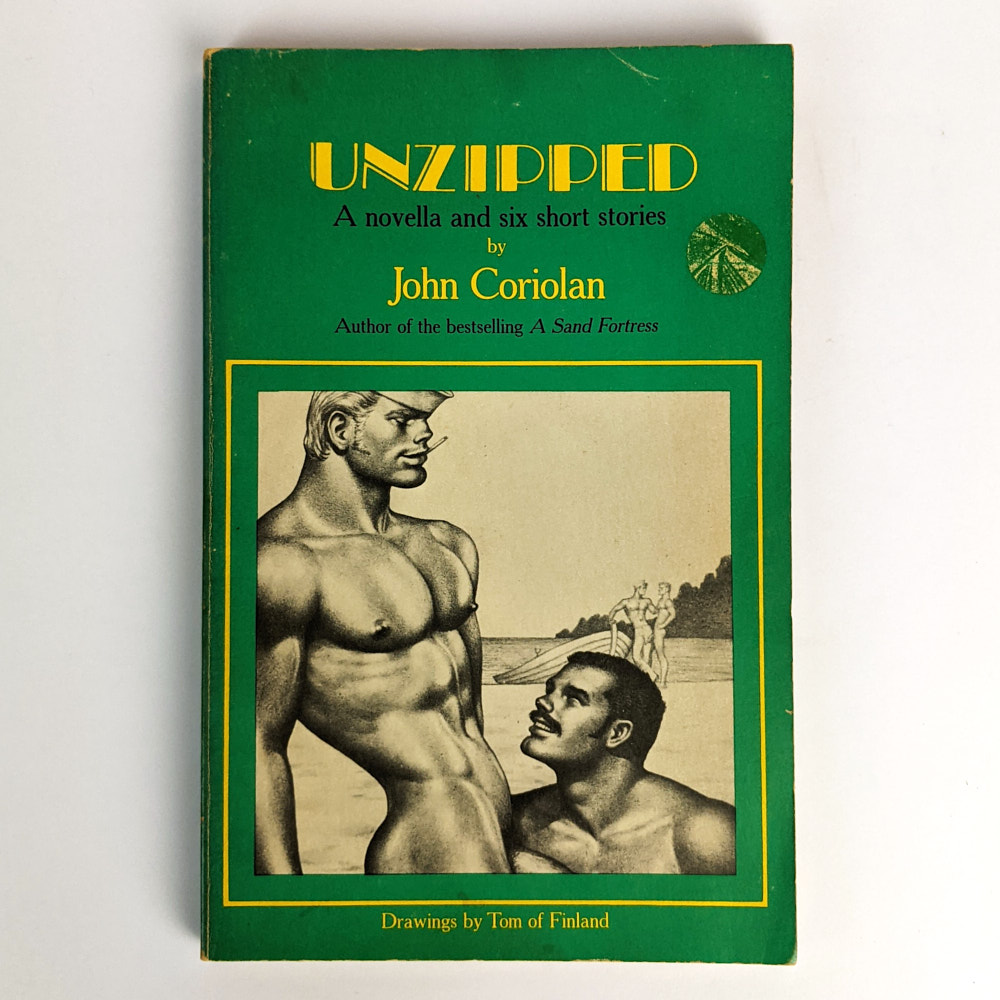 UNZIPPED
A novella and six short stories
by
John Coriolan
Author of the bestselling A Sand Fortress
Drawings by Tom of Finland